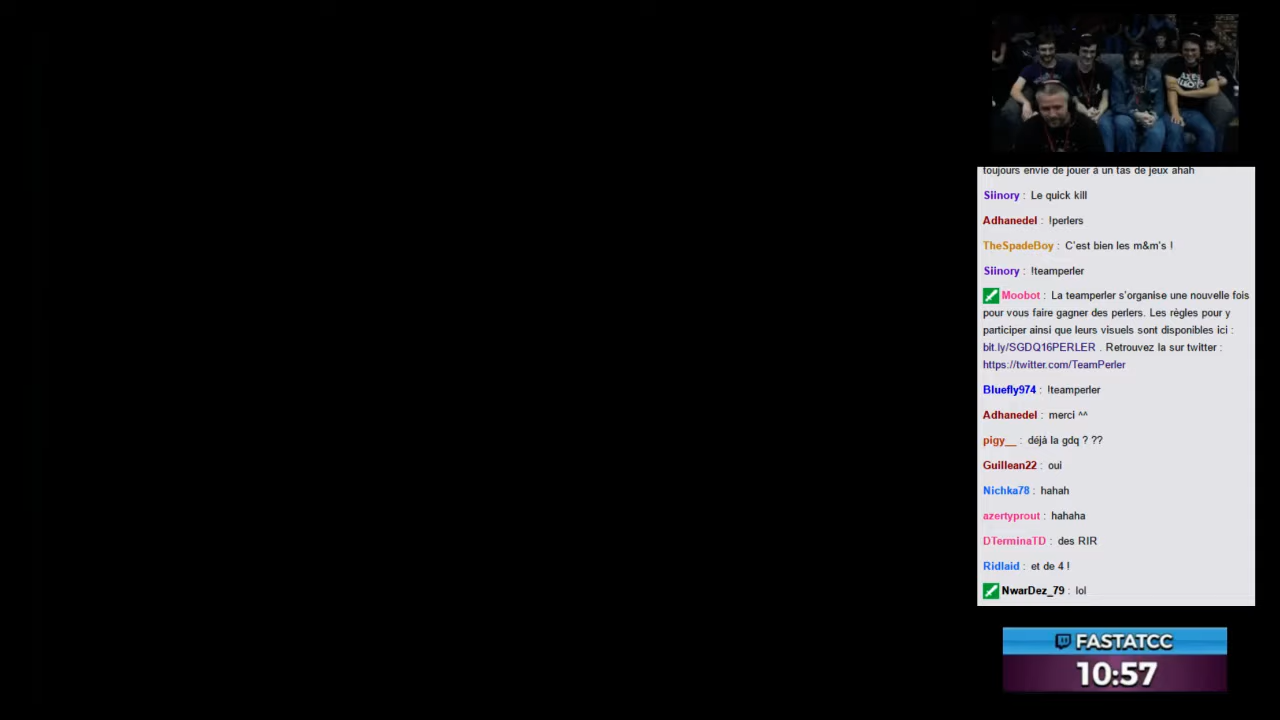 toujours envie de jouer à un tas de jeux ahah
Siinory : Le quick kill
Adhanedel : !perlers
TheSpadeBoy : C'est bien les m&m's !
Siinory : !teamperler
Moobot : La teamperler s'organise une nouvelle fois
pour vous faire gagner des perlers. Les règles pour y
participer ainsi que leurs visuels sont disponibles ici :
bit.ly/SGDQ16PERLER . Retrouvez la sur twitter :
https://twitter.com/TeamPerler
Bluefly974 : !teamperler
Adhanedel : merci ^^
pigy__ : déjà la gdq ? ??
Guillean22 : oui
Nichka78 : hahah
azertyprout : hahaha
DTerminaTD : des RIR
Ridlaid : et de 4 !
NwarDez_79 : lol
FASTATCC
10:57